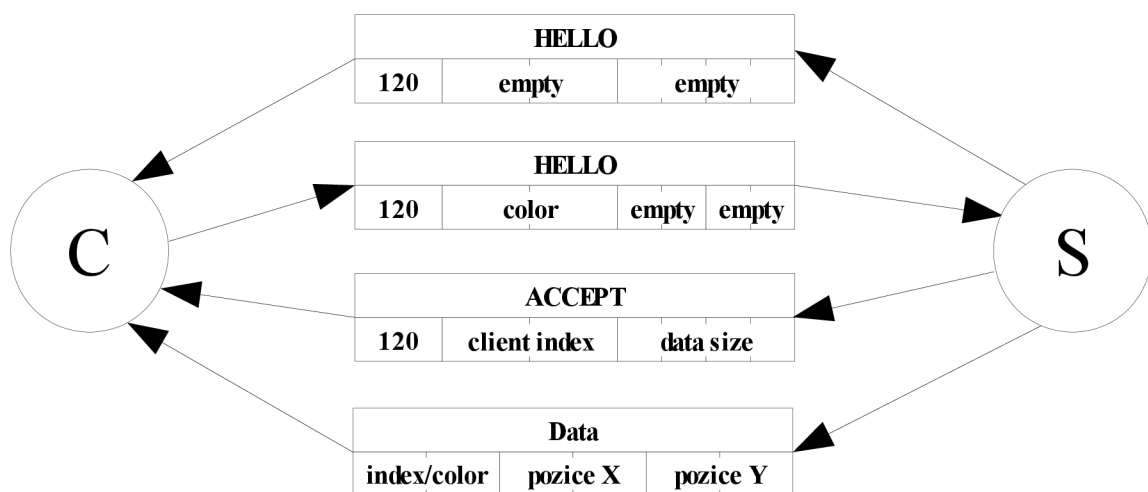 HELLO
120 empty empty
HELLO
120 color empty empty
C
S
ACCEPT
120 client index data size
Data
index/color pozice X pozice Y